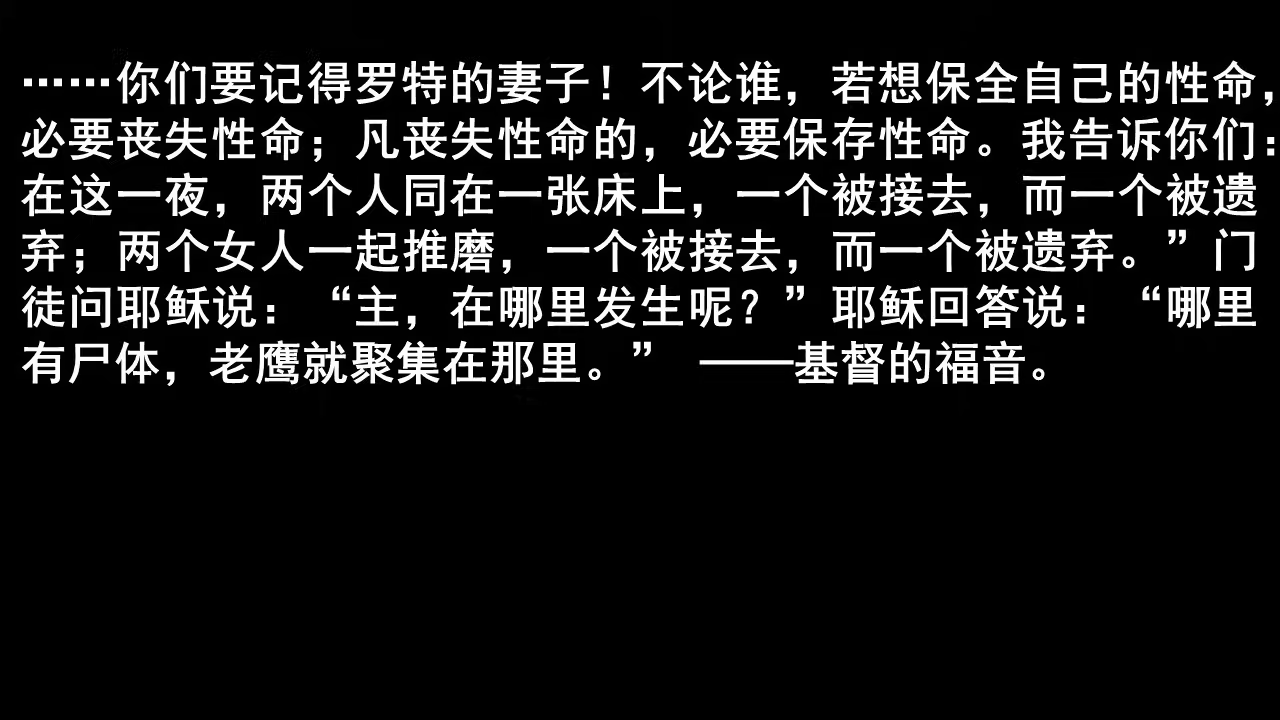 ……你们要记得罗特的妻子！不论谁，若想保全自己的性命，
必要丧失性命；凡丧失性命的，必要保存性命。我告诉你们：
在这一夜，两个人同在一张床上，一个被接去，而一个被遗
弃；两个女人一起推磨，一个被接去，而一个被遗弃。”门
徒问耶稣说：“主，在哪里发生呢？”耶稣回答说：“哪里
有尸体，老鹰就聚集在那里。” ——基督的福音。